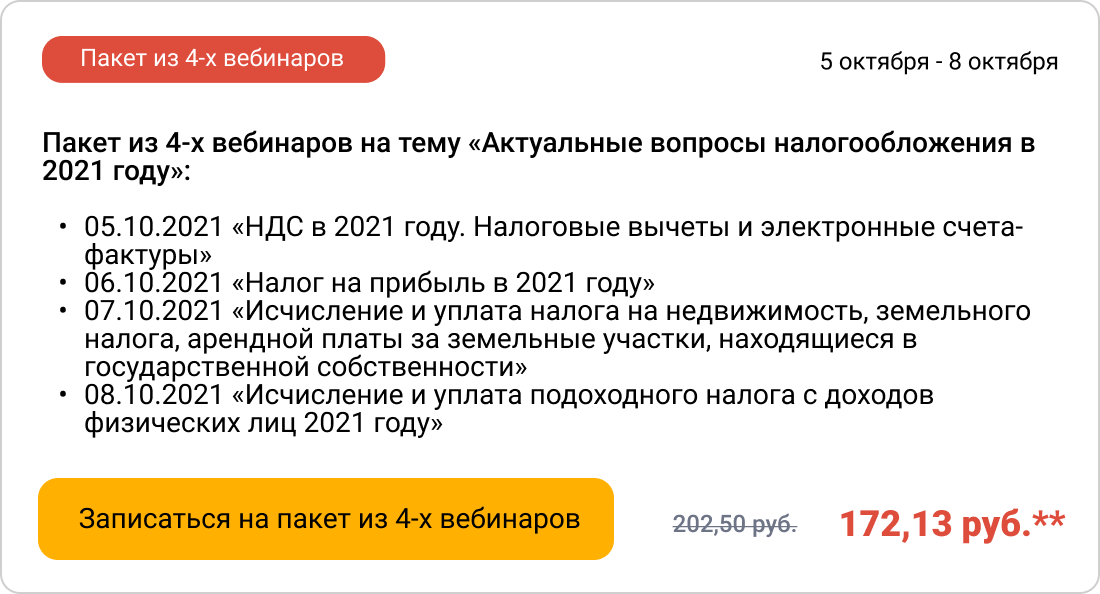 Пакет из 4-х вебинаров
5 октября - 8 октября
Пакет из 4-х вебинаров на тему «Актуальные вопросы налогообложения в
2021 году»:
• 05.10.2021 «НДС в 2021 году. Налоговые вычеты и электронные счета-
фактуры»
• 06.10.2021 «Налог на прибыль в 2021 году»
• 07.10.2021 «Исчисление и уплата налога на недвижимость, земельного
налога, арендной платы за земельные участки, находящиеся в
государственной собственности»
• 08.10.2021 «Исчисление и уплата подоходного налога с доходов
физических лиц 2021 году»
Записаться на пакет из 4-х вебинаров
202,50 руб.
172,13 руб.**